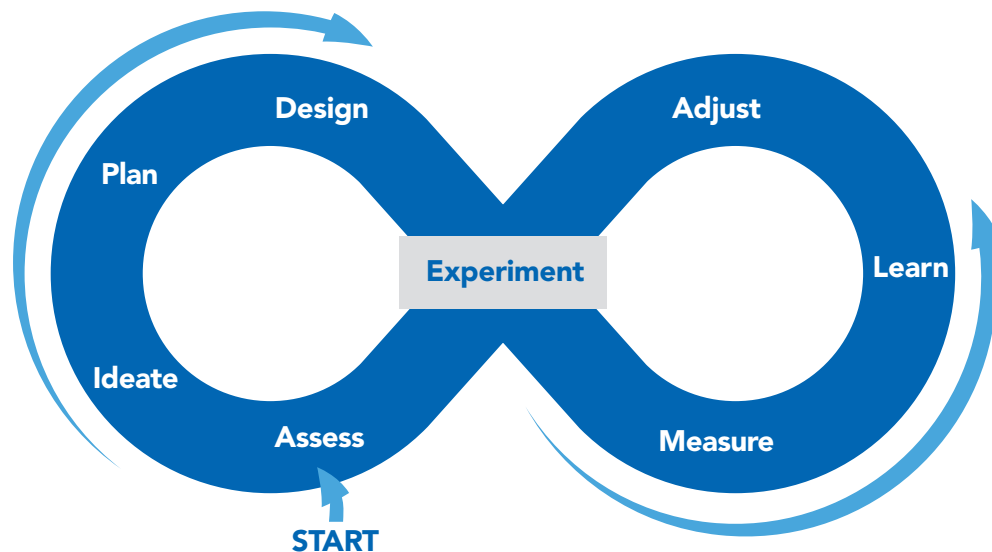 Design
Adjust
Plan
Experiment
Learn
Ideate
Assess
Measure
START